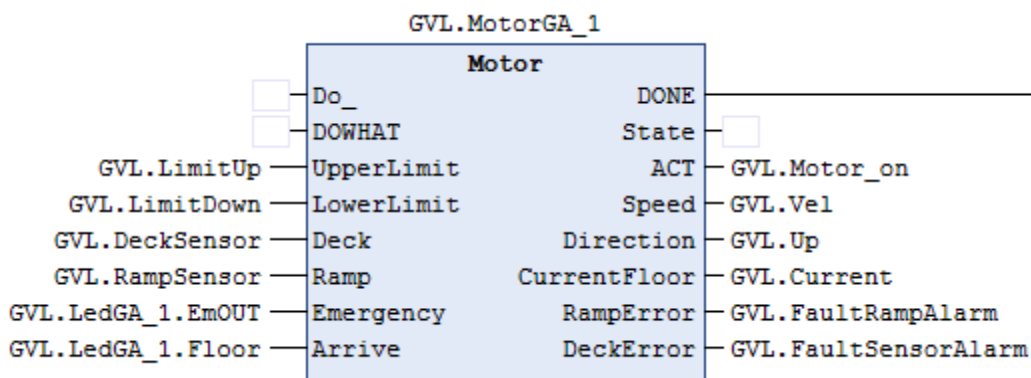 GVL.MotorGA_1
Motor
Do_ DONE
DOWHAT State
GVL.LimitUp UpperLimit ACT GVL.Motor_on
GVL.LimitDown LowerLimit Speed GVL.Vel
GVL.DeckSensor Deck Direction GVL.Up
GVL.RampSensor Ramp CurrentFloor GVL.Current
GVL.LedGA_1.EmOUT Emergency RampError GVL.FaultRampAlarm
GVL.LedGA_1.Floor Arrive DeckError GVL.FaultSensorAlarm